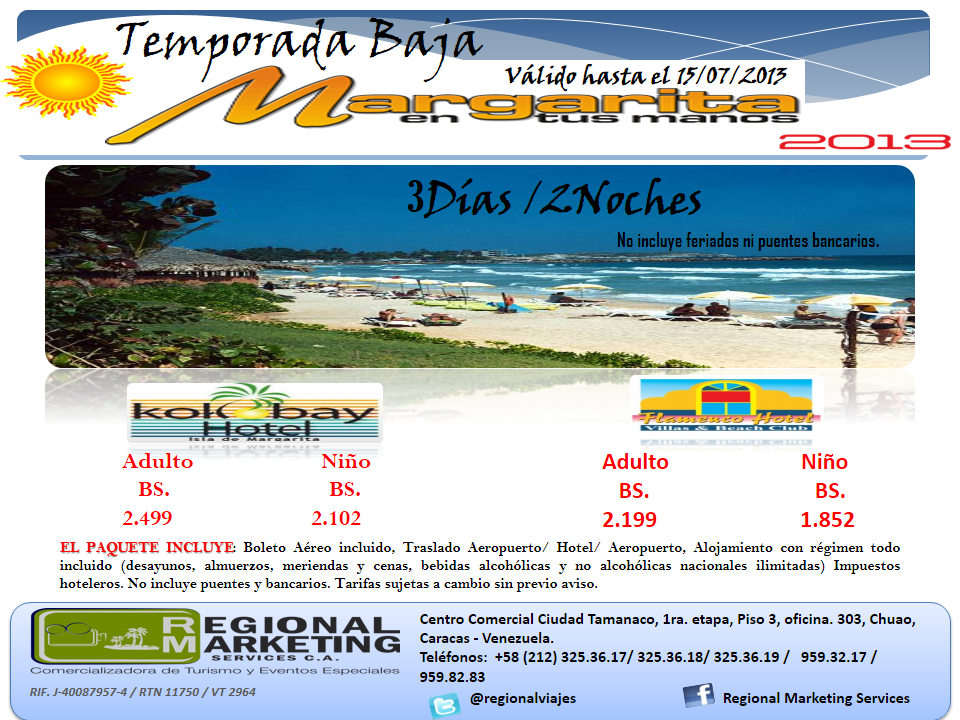 Temporada Baja
Válido hasta el 15/07/2013
Margarita
en tus manos
2013
3Días /2Noches
No incluye feriados ni puentes bancarios.
kokobay
Hotel
Isla de Margarita
Flamenco Hotel
Villas & Beach Club
Adulto Niño
BS. BS.
2.499 2.102
Adulto Niño
BS. BS.
2.199 1.852
EL PAQUETE INCLUYE: Boleto Aéreo incluido, Traslado Aeropuerto/ Hotel/ Aeropuerto, Alojamiento con régimen todo
incluido (desayunos, almuerzos, meriendas y cenas, bebidas alcohólicas y no alcohólicas nacionales ilimitadas) Impuestos
hoteleros. No incluye puentes y bancarios. Tarifas sujetas a cambio sin previo aviso.
RM
REGIONAL
MARKETING
SERVICES C.A.
Comercializadora de Turismo y Eventos Especiales
RIF. J-40087957-4 / RTN 11750 / VT 2964
Centro Comercial Ciudad Tamanaco, 1ra. etapa, Piso 3, oficina. 303, Chuao,
Caracas - Venezuela.
Teléfonos: +58 (212) 325.36.17/ 325.36.18/ 325.36.19 / 959.32.17 /
959.82.83
@regionalviajes
Regional Marketing Services